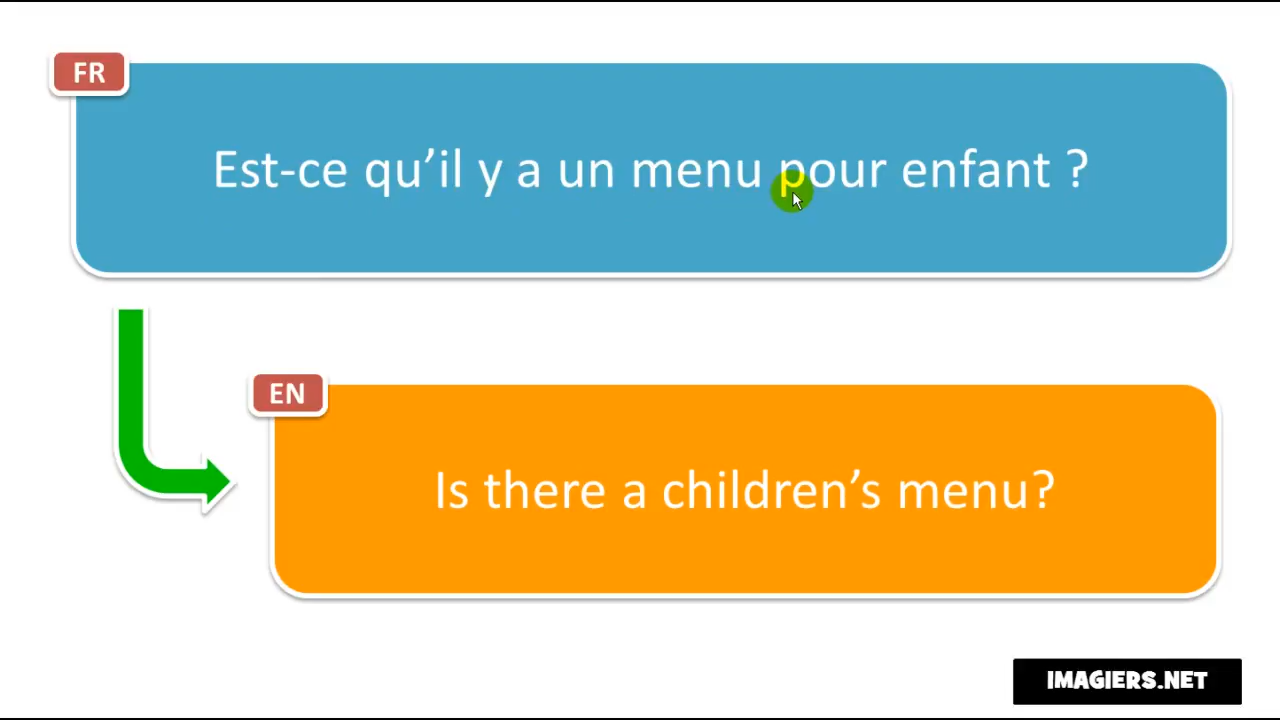 FR
Est-ce qu’il y a un menu pour enfant ?
EN
Is there a children’s menu?
IMAGIERS.NET